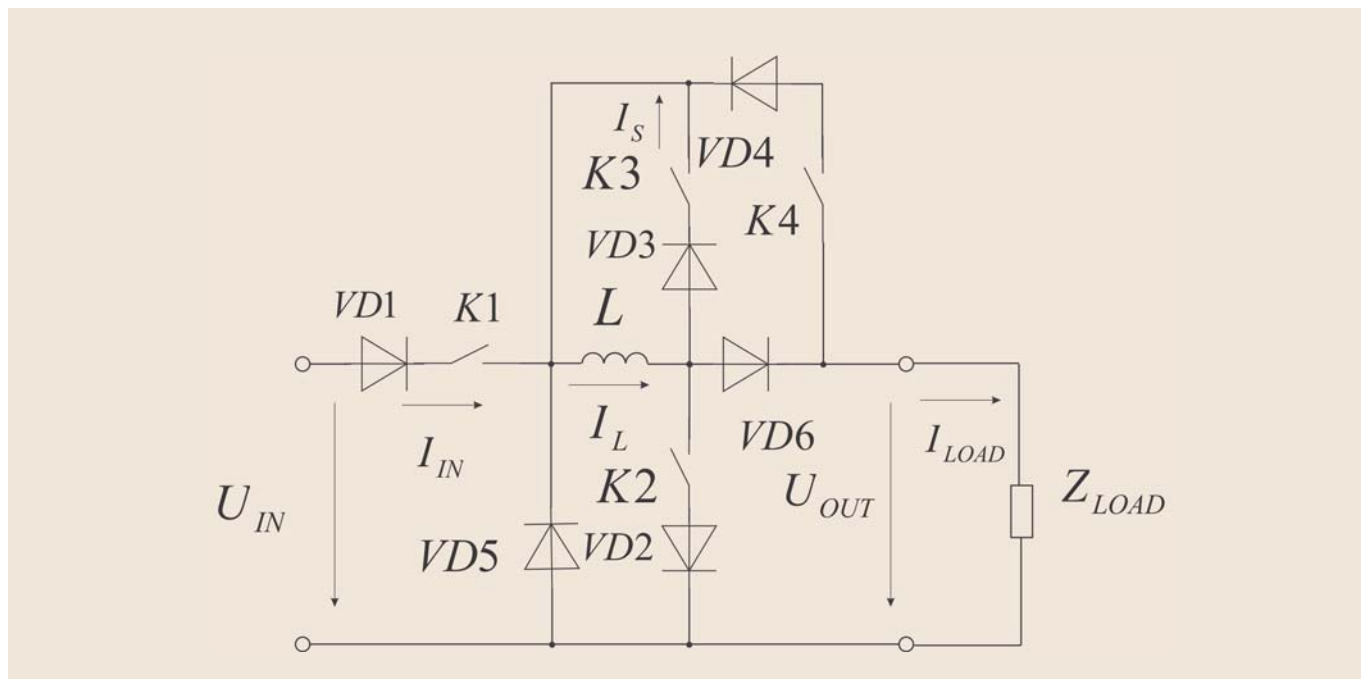 I_S
VD4
K3
K4
VD3
VD1
K1
L
VD6
I_IN
I_L
I_LOAD
K2
U_IN
U_OUT
Z_LOAD
VD5
VD2